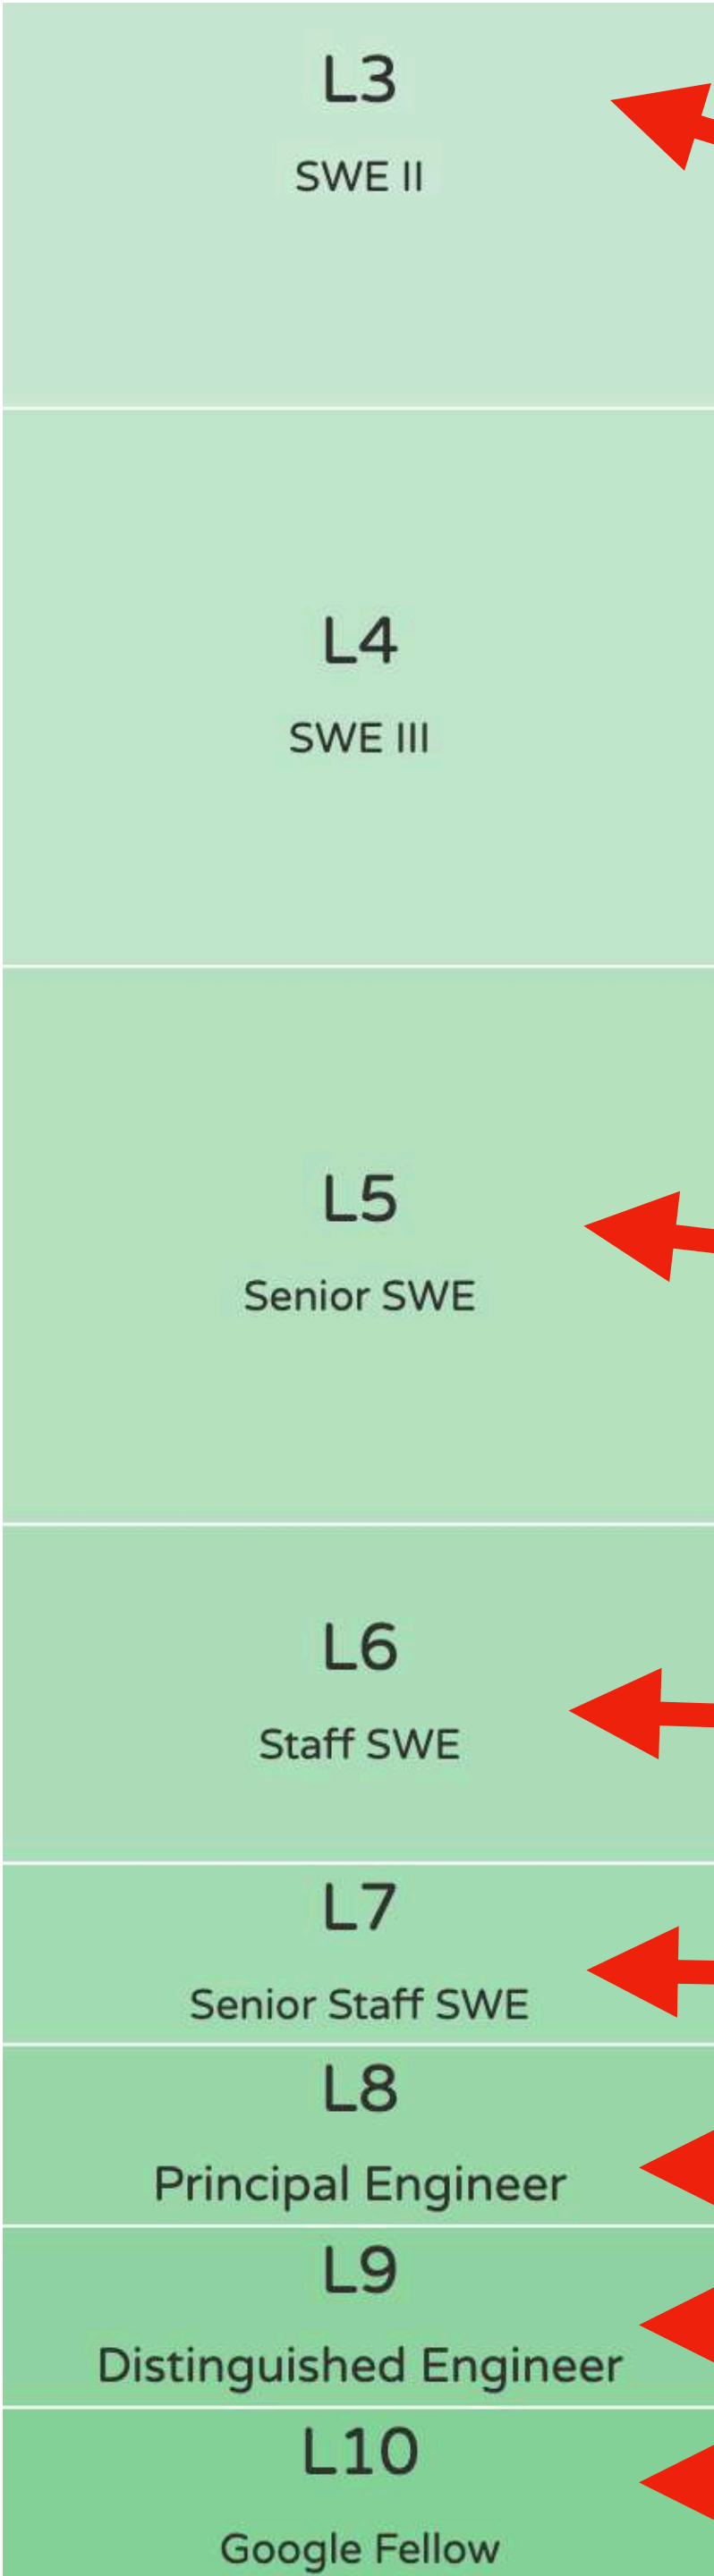 L3
SWE II
L4
SWE III
L5
Senior SWE
L6
Staff SWE
L7
Senior Staff SWE
L8
Principal Engineer
L9
Distinguished Engineer
L10
Google Fellow